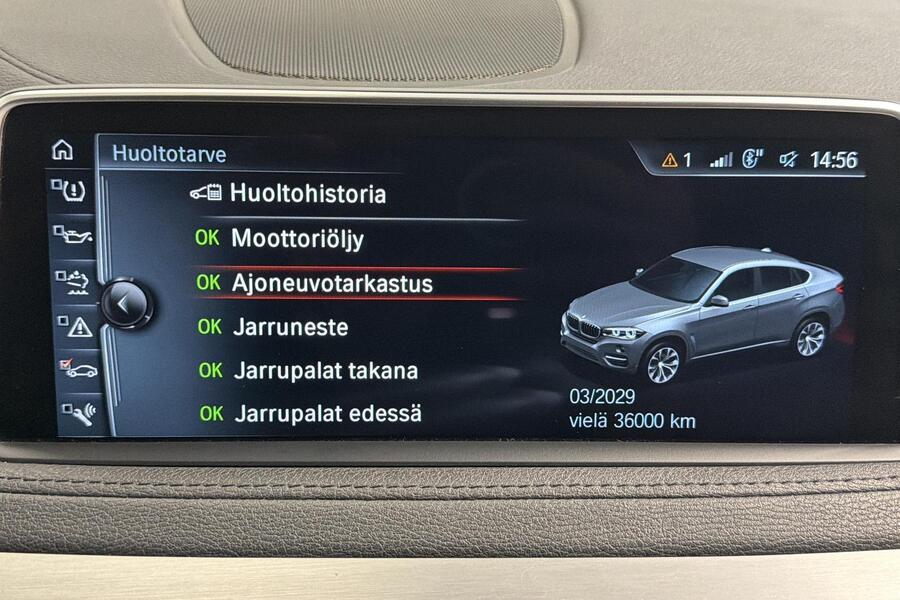 Huoltotarve
1
14:56
Huoltohistoria
OK Moottoriöljy
OK Ajoneuvotarkastus
OK Jarruneste
OK Jarrupalat takana
OK Jarrupalat edessä
03/2029
vielä 36000 km